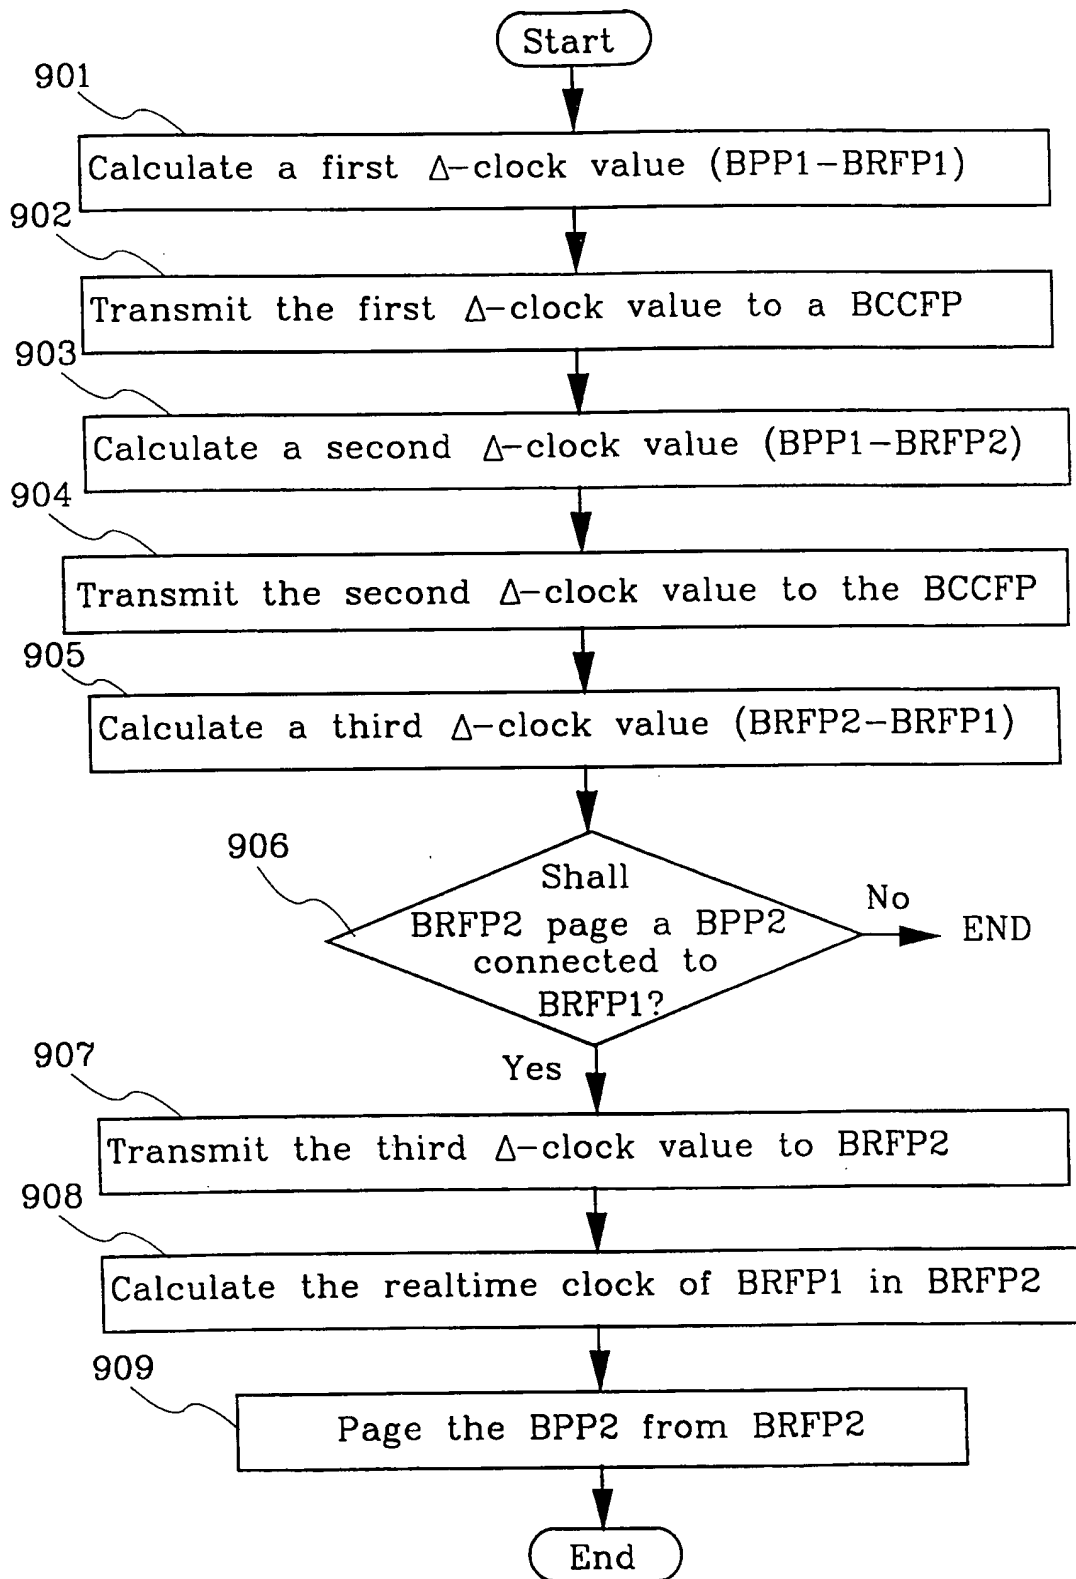 Start
901
Calculate a first Δ-clock value (BPP1-BRFP1)
902
Transmit the first Δ-clock value to a BCCFP
903
Calculate a second Δ-clock value (BPP1-BRFP2)
904
Transmit the second Δ-clock value to the BCCFP
905
Calculate a third Δ-clock value (BRFP2-BRFP1)
906
Shall
BRFP2 page a BPP2
connected to
BRFP1?
No
END
Yes
907
Transmit the third Δ-clock value to BRFP2
908
Calculate the realtime clock of BRFP1 in BRFP2
909
Page the BPP2 from BRFP2
End